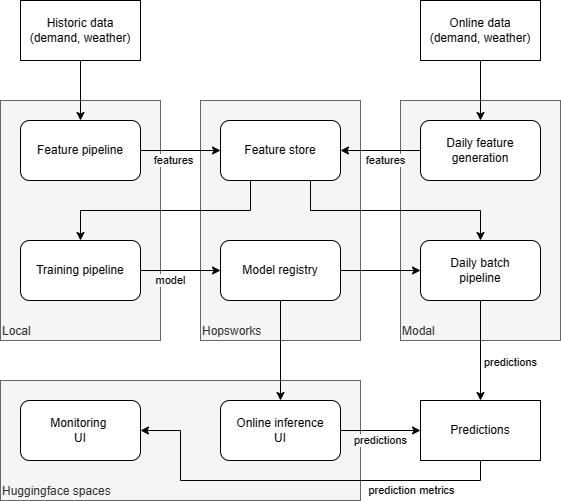 Historic data
(demand, weather)
Online data
(demand, weather)
Feature pipeline
features
Feature store
features
Daily feature
generation
Training pipeline
model
Model registry
Daily batch
pipeline
Local
Hopsworks
Modal
predictions
Monitoring
UI
Online inference
UI
predictions
Predictions
Huggingface spaces
prediction metrics